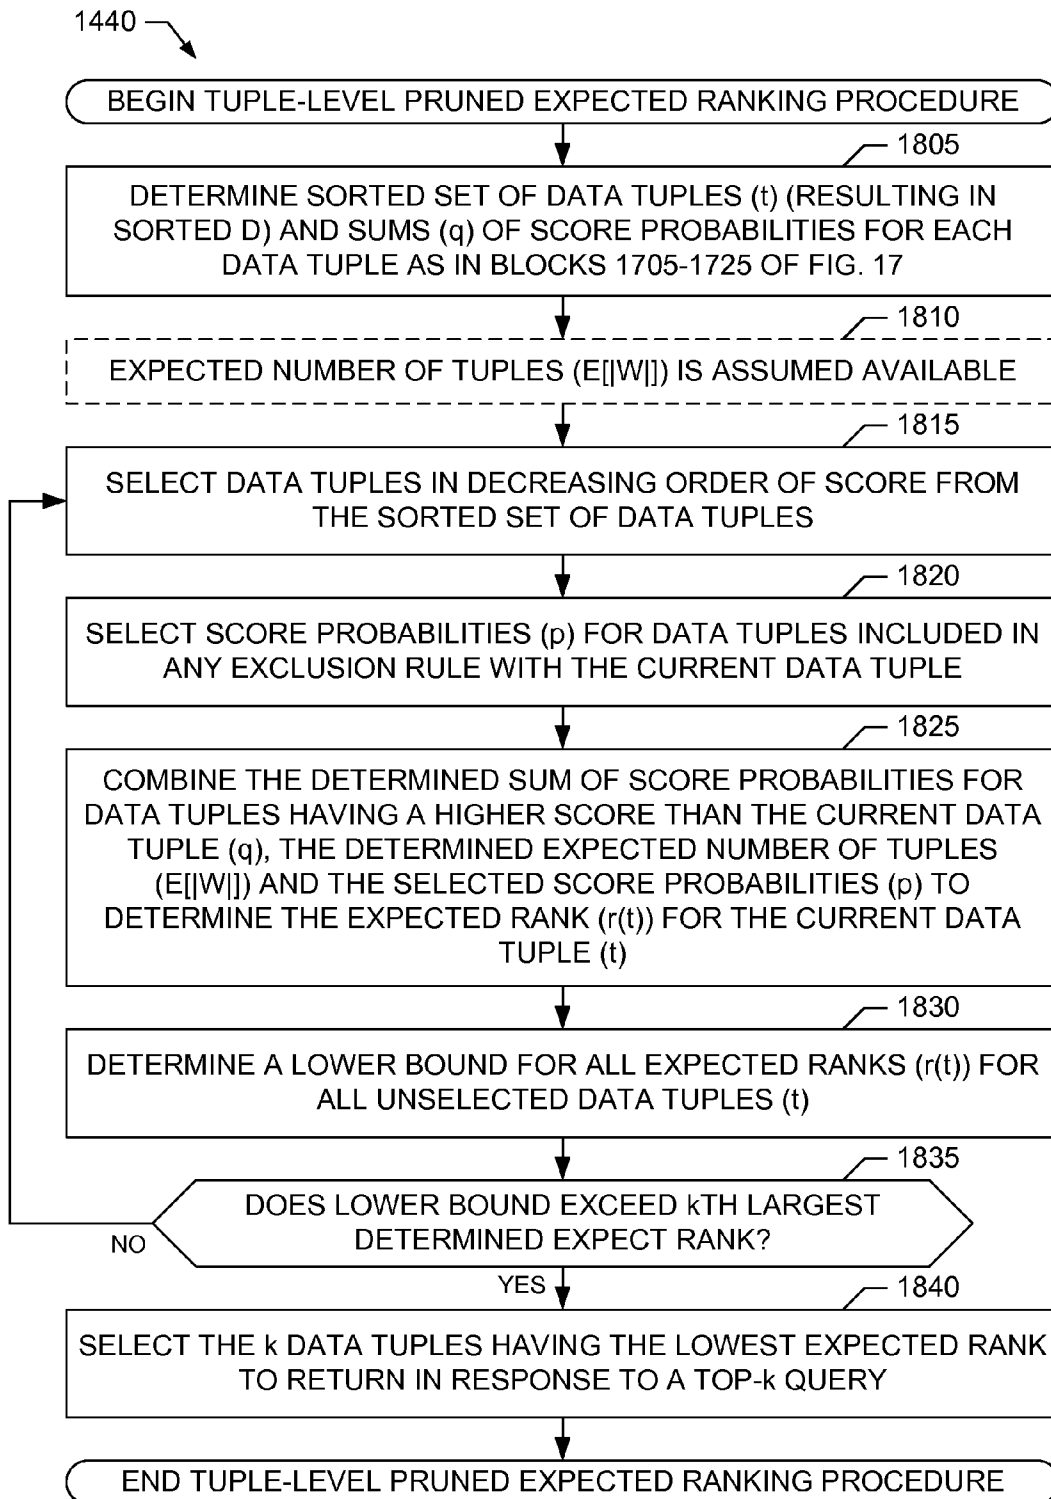 1440
BEGIN TUPLE-LEVEL PRUNED EXPECTED RANKING PROCEDURE
1805
DETERMINE SORTED SET OF DATA TUPLES (t) (RESULTING IN
SORTED D) AND SUMS (q) OF SCORE PROBABILITIES FOR EACH
DATA TUPLE AS IN BLOCKS 1705-1725 OF FIG. 17
1810
EXPECTED NUMBER OF TUPLES (E[|W|]) IS ASSUMED AVAILABLE
1815
SELECT DATA TUPLES IN DECREASING ORDER OF SCORE FROM
THE SORTED SET OF DATA TUPLES
1820
SELECT SCORE PROBABILITIES (p) FOR DATA TUPLES INCLUDED IN
ANY EXCLUSION RULE WITH THE CURRENT DATA TUPLE
1825
COMBINE THE DETERMINED SUM OF SCORE PROBABILITIES FOR
DATA TUPLES HAVING A HIGHER SCORE THAN THE CURRENT DATA
TUPLE (q), THE DETERMINED EXPECTED NUMBER OF TUPLES
(E[|W|]) AND THE SELECTED SCORE PROBABILITIES (p) TO
DETERMINE THE EXPECTED RANK (r(t)) FOR THE CURRENT DATA
TUPLE (t)
1830
DETERMINE A LOWER BOUND FOR ALL EXPECTED RANKS (r(t)) FOR
ALL UNSELECTED DATA TUPLES (t)
1835
DOES LOWER BOUND EXCEED kTH LARGEST
DETERMINED EXPECT RANK?
NO
YES
1840
SELECT THE k DATA TUPLES HAVING THE LOWEST EXPECTED RANK
TO RETURN IN RESPONSE TO A TOP-k QUERY
END TUPLE-LEVEL PRUNED EXPECTED RANKING PROCEDURE